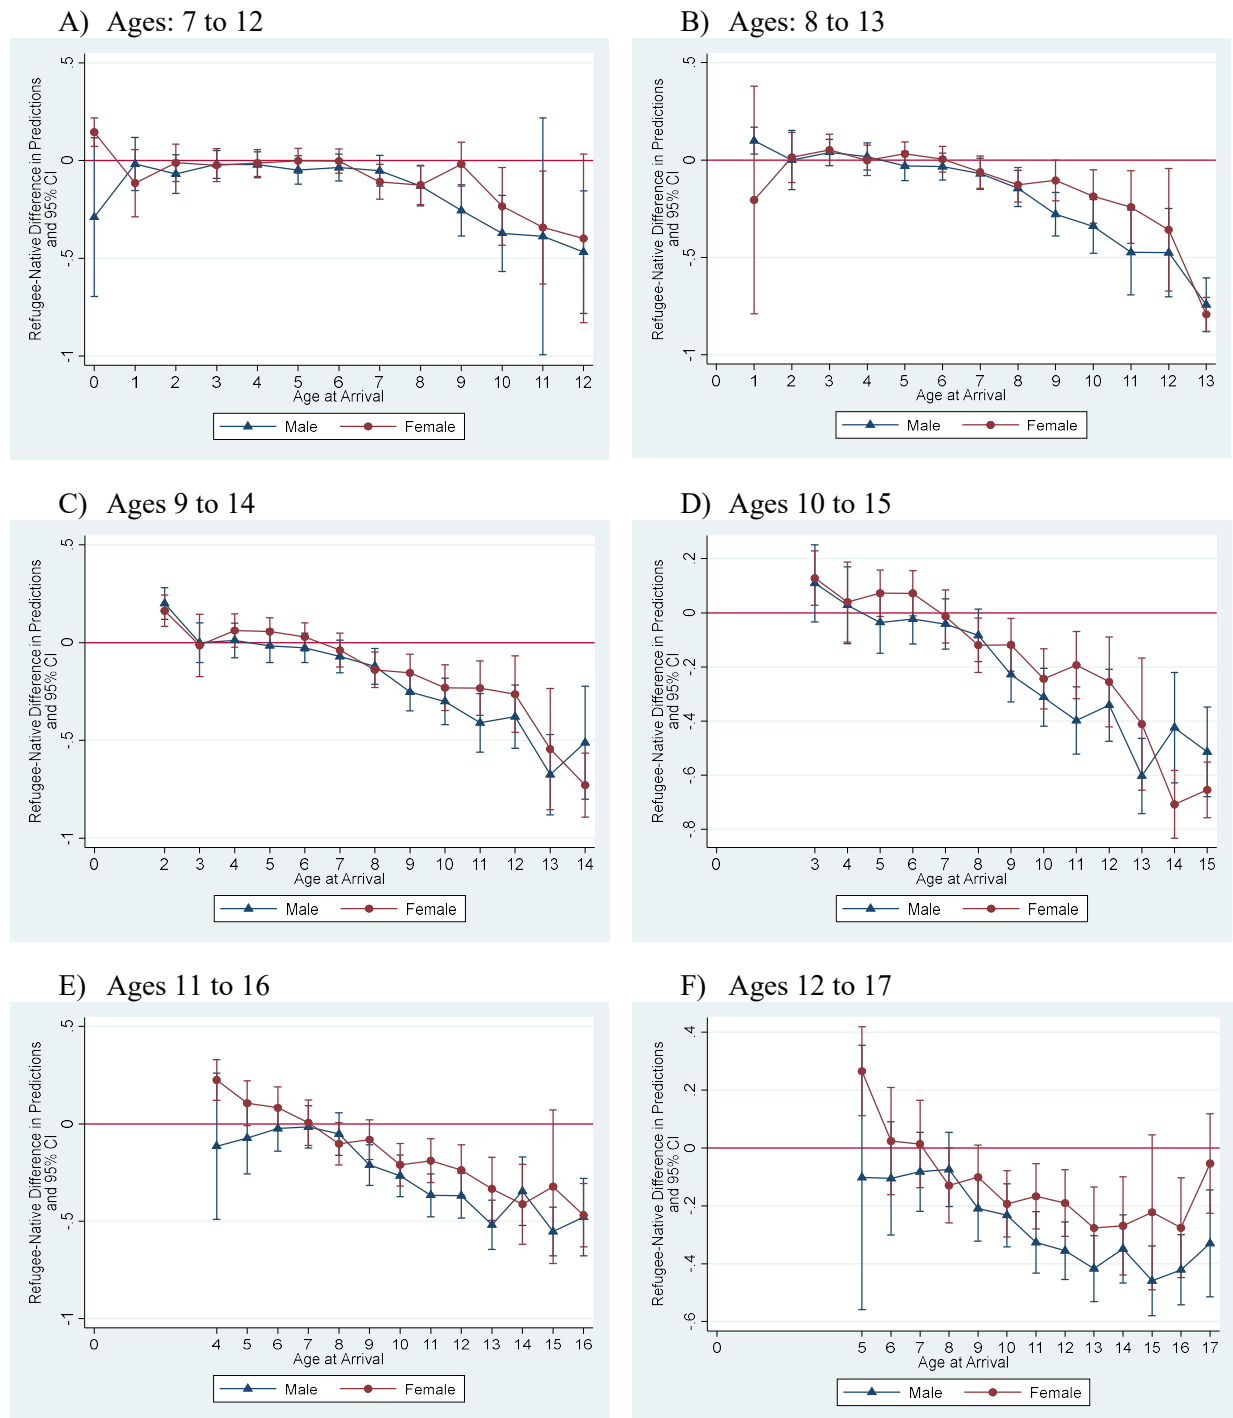 A) Ages: 7 to 12
Refugee-Native Difference in Predictions
and 95% CI
.5
0
-.5
-1
0 1 2 3 4 5 6 7 8 9 10 11 12
Age at Arrival
Male Female
B) Ages: 8 to 13
Refugee-Native Difference in Predictions
and 95% CI
.5
0
-.5
-1
0 1 2 3 4 5 6 7 8 9 10 11 12 13
Age at Arrival
Male Female
C) Ages 9 to 14
Refugee-Native Difference in Predictions
and 95% CI
.5
0
-.5
-1
0 2 3 4 5 6 7 8 9 10 11 12 13 14
Age at Arrival
Male Female
D) Ages 10 to 15
Refugee-Native Difference in Predictions
and 95% CI
.2
0
-.2
-.4
-.6
-.8
0 3 4 5 6 7 8 9 10 11 12 13 14 15
Age at Arrival
Male Female
E) Ages 11 to 16
Refugee-Native Difference in Predictions
and 95% CI
.5
0
-.5
-1
0 4 5 6 7 8 9 10 11 12 13 14 15 16
Age at Arrival
Male Female
F) Ages 12 to 17
Refugee-Native Difference in Predictions
and 95% CI
.4
.2
0
-.2
-.4
-.6
0 5 6 7 8 9 10 11 12 13 14 15 16 17
Age at Arrival
Male Female